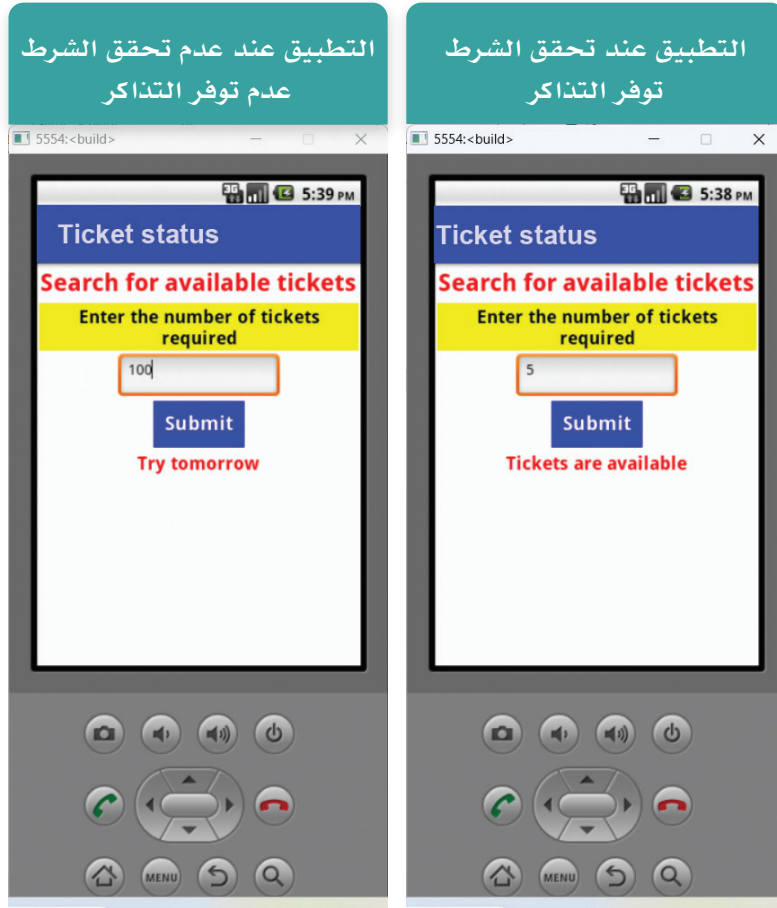 التطبيق عند تحقق الشرط
توفر التذاكر
5554:<build>
3G
5:38 PM
Ticket status
Search for available tickets
Enter the number of tickets
required
5
Submit
Tickets are available
MENU
التطبيق عند عدم تحقق الشرط
عدم توفر التذاكر
5554:<build>
3G
5:39 PM
Ticket status
Search for available tickets
Enter the number of tickets
required
100
Submit
Try tomorrow
MENU